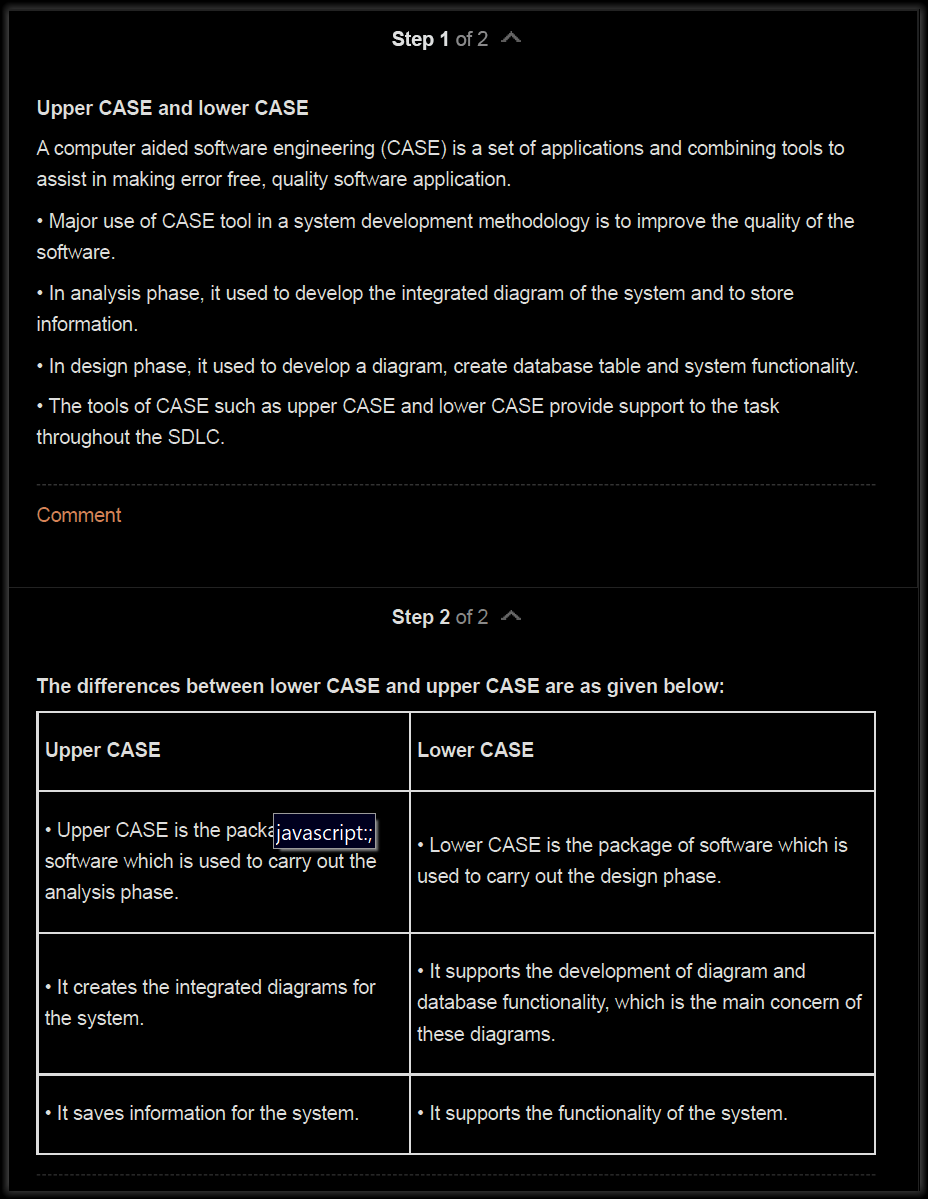 Step 1 of 2
Upper CASE and lower CASE
A computer aided software engineering (CASE) is a set of applications and combining tools to
assist in making error free, quality software application.
• Major use of CASE tool in a system development methodology is to improve the quality of the
software.
• In analysis phase, it used to develop the integrated diagram of the system and to store
information.
• In design phase, it used to develop a diagram, create database table and system functionality.
• The tools of CASE such as upper CASE and lower CASE provide support to the task
throughout the SDLC.
Comment
Step 2 of 2
The differences between lower CASE and upper CASE are as given below:
Upper CASE
Lower CASE
• Upper CASE is the packa
javascript:;
software which is used to carry out the
analysis phase.
• Lower CASE is the package of software which is
used to carry out the design phase.
• It creates the integrated diagrams for
the system.
• It supports the development of diagram and
database functionality, which is the main concern of
these diagrams.
• It saves information for the system.
• It supports the functionality of the system.